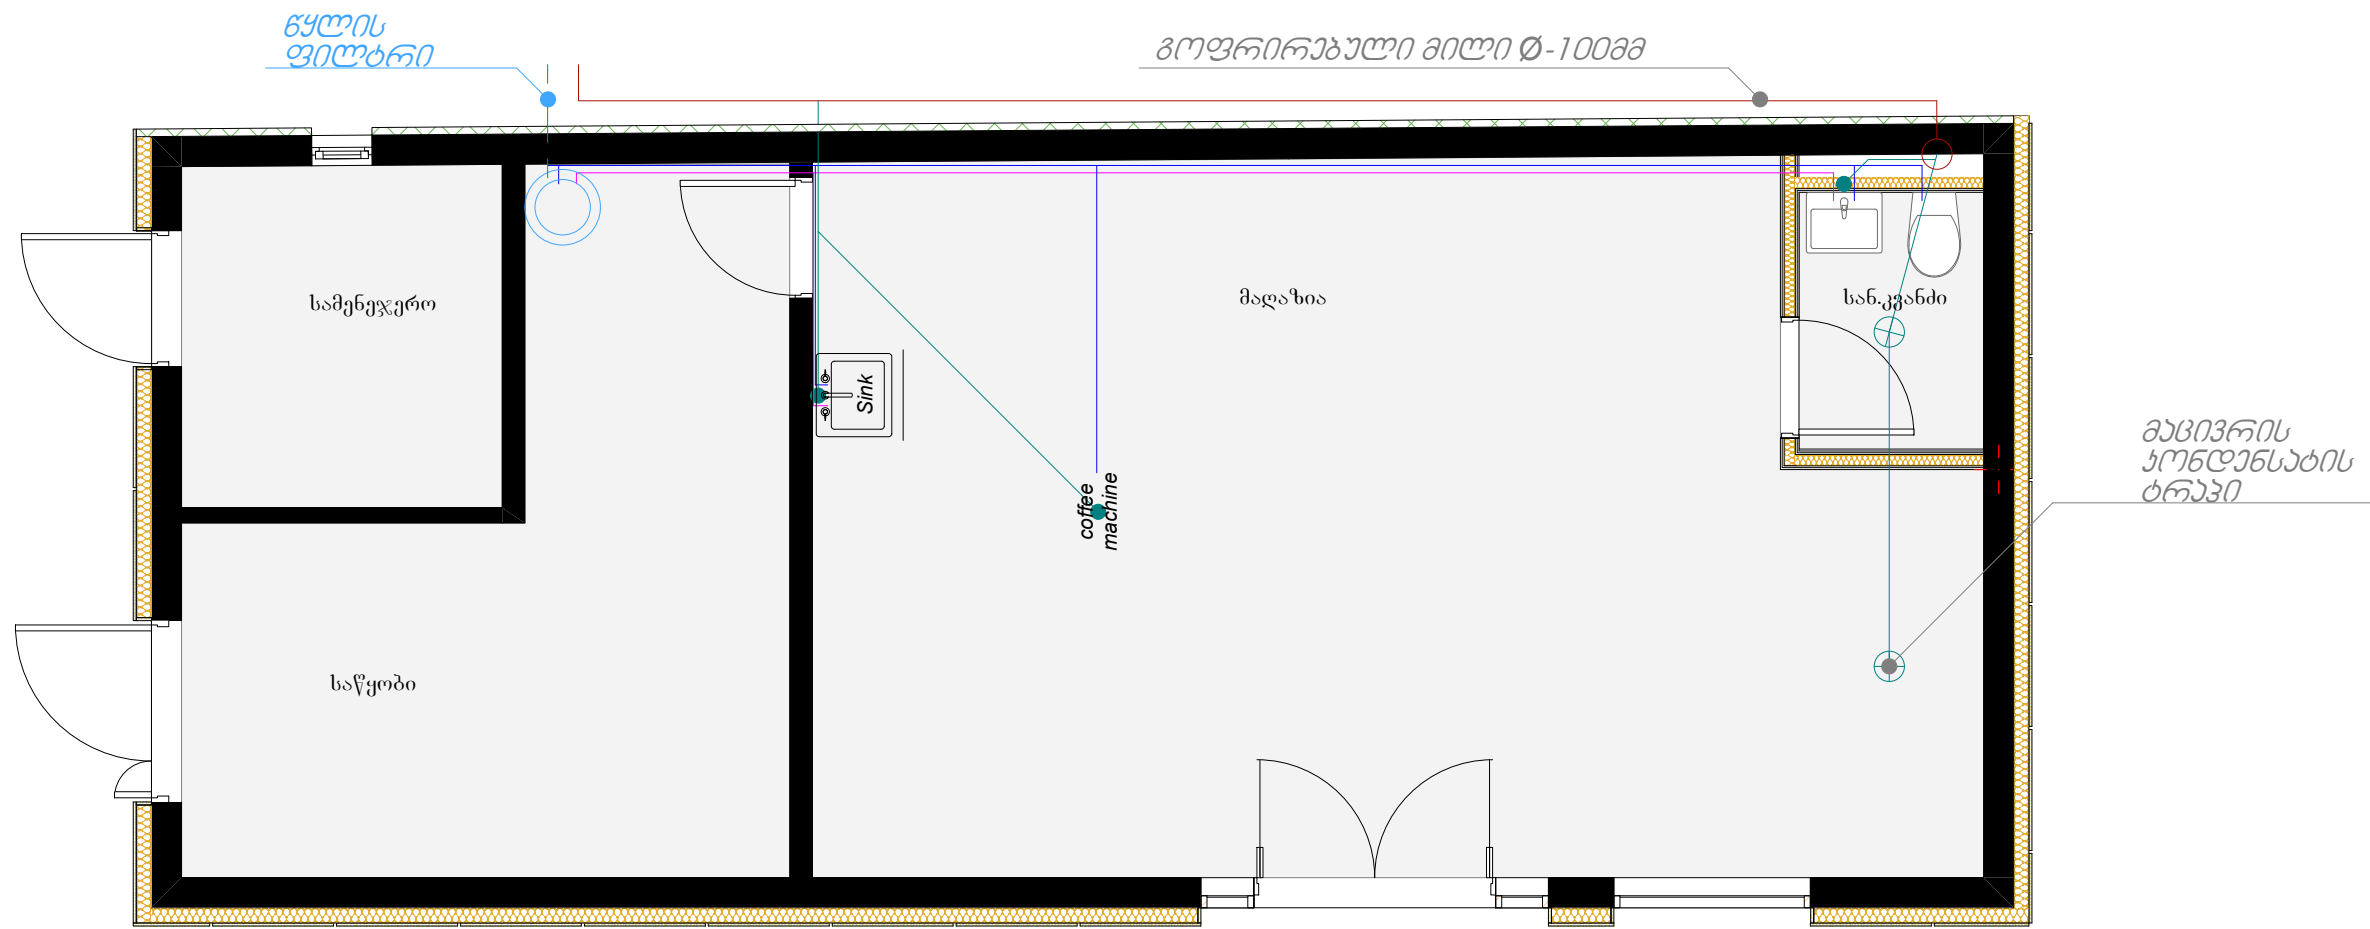 წყლის
ფილტრი
გოფრირებული მილი Ø-100მმ
სამენეჯერო
მაღაზია
სან.კვანძი
Sink
coffee
machine
მაცივრის
კონდენსატის
ტრაპი
საწყობი